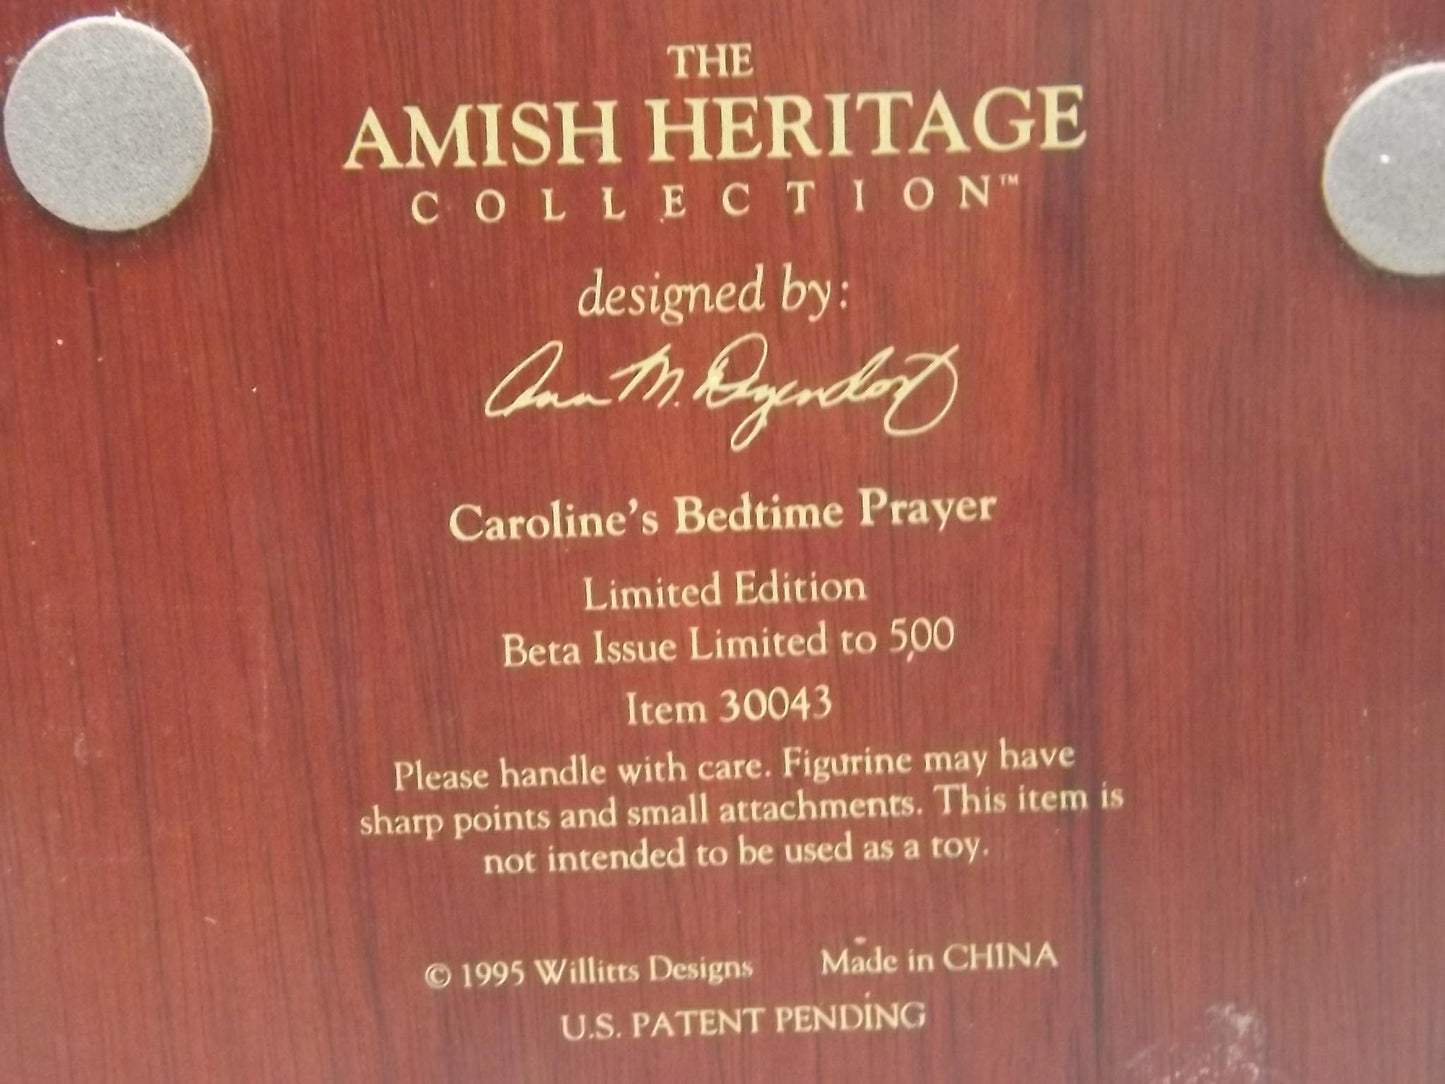 THE
AMISH HERITAGE
COLLECTION™
designed by:
Ann M. Dezendorf
Caroline's Bedtime Prayer
Limited Edition
Beta Issue Limited to 500
Item 30043
Please handle with care. Figurine may have
sharp points and small attachments. This item is
not intended to be used as a toy.
© 1995 Willitts Designs Made in CHINA
U.S. PATENT PENDING